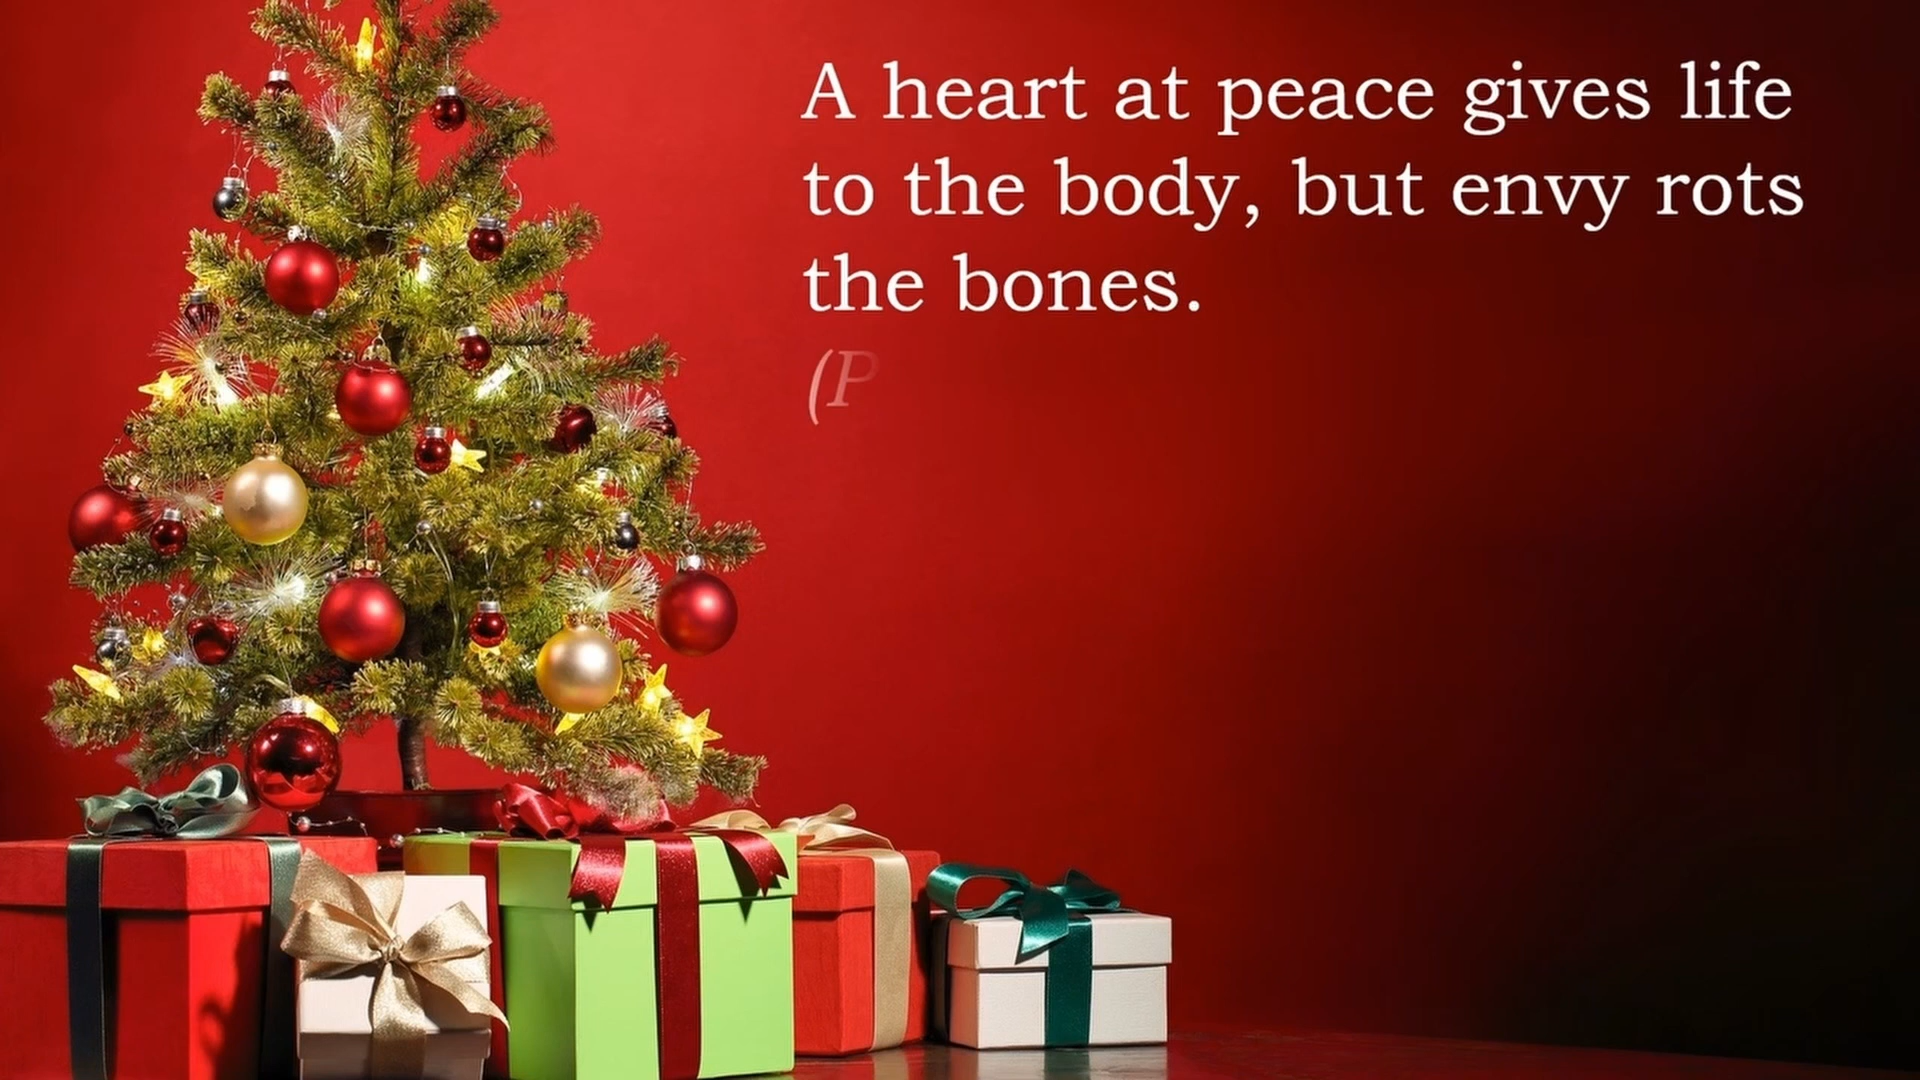 A heart at peace gives life
to the body, but envy rots
the bones.
(P